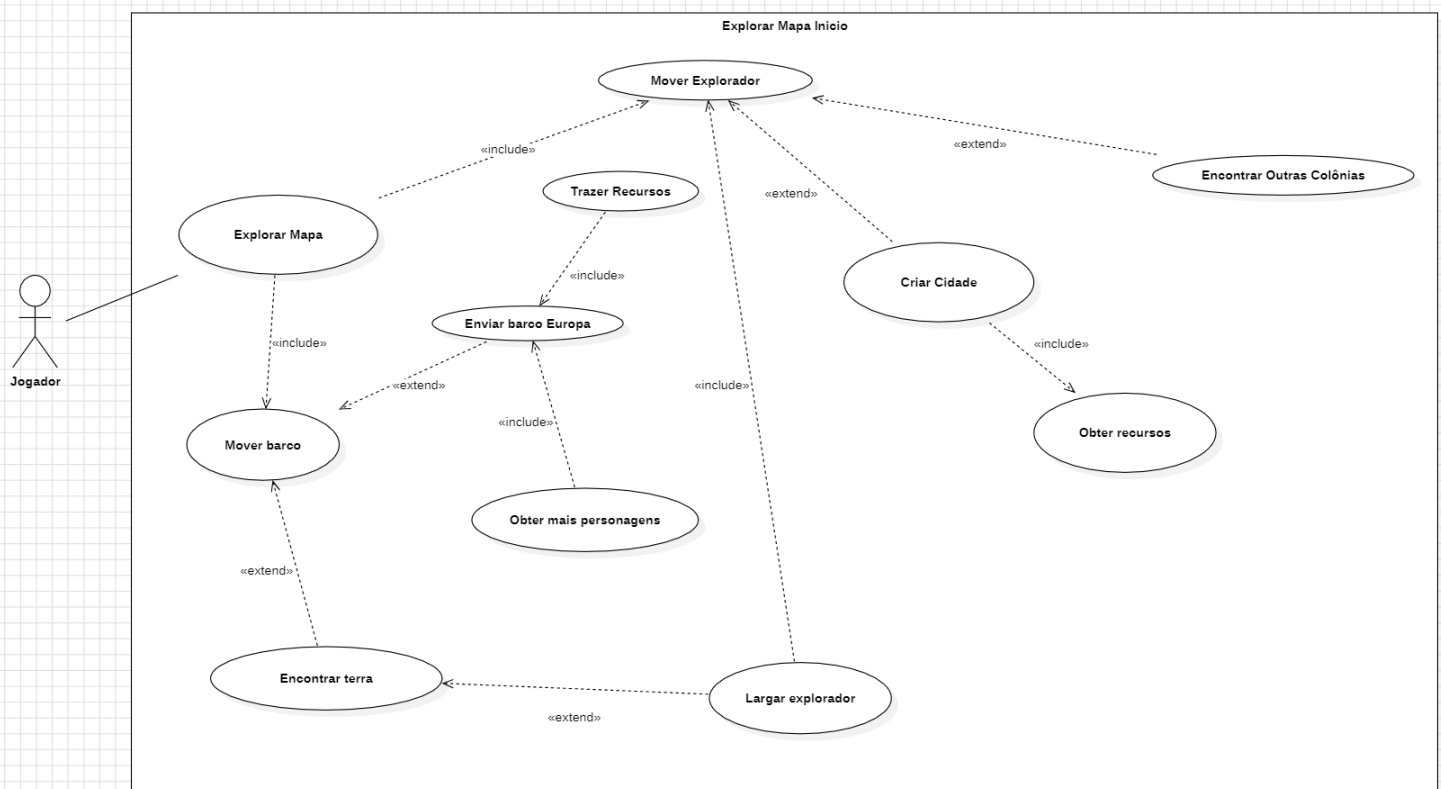 Explorar Mapa Inicio
Mover Explorador
«include»
«extend»
Encontrar Outras Colônias
Trazer Recursos
«extend»
Explorar Mapa
«include»
Criar Cidade
Enviar barco Europa
«include»
«include»
Jogador
«extend»
«include»
«include»
Obter recursos
Mover barco
Obter mais personagens
«extend»
Encontrar terra
Largar explorador
«extend»